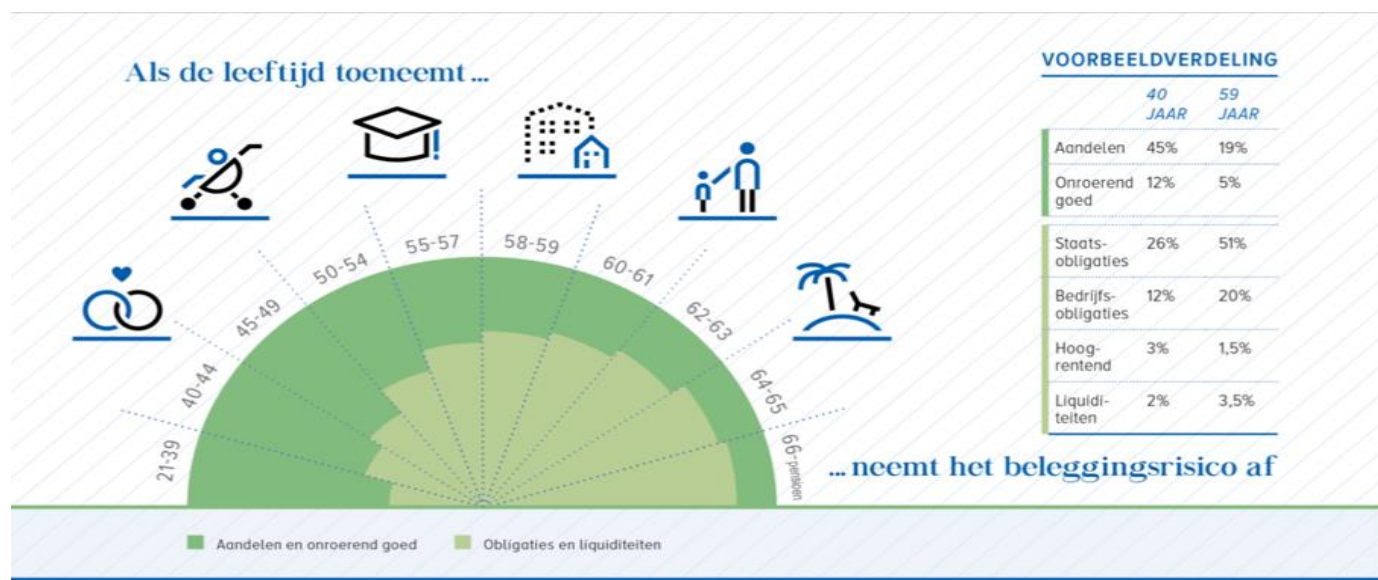 Als de leeftijd toeneemt ...
21-39
40-44
45-49
50-54
55-57
58-59
60-61
62-63
64-65
66-pensioen
VOORBEELDVERDELING
40 59
JAAR JAAR
Aandelen 45% 19%
Onroerend 12% 5%
goed
Staats- 26% 51%
obligaties
Bedrijfs- 12% 20%
obligaties
Hoog- 3% 1,5%
rentend
Liquidi- 2% 3,5%
teiten
... neemt het beleggingsrisico af
Aandelen en onroerend goed Obligaties en liquiditeiten